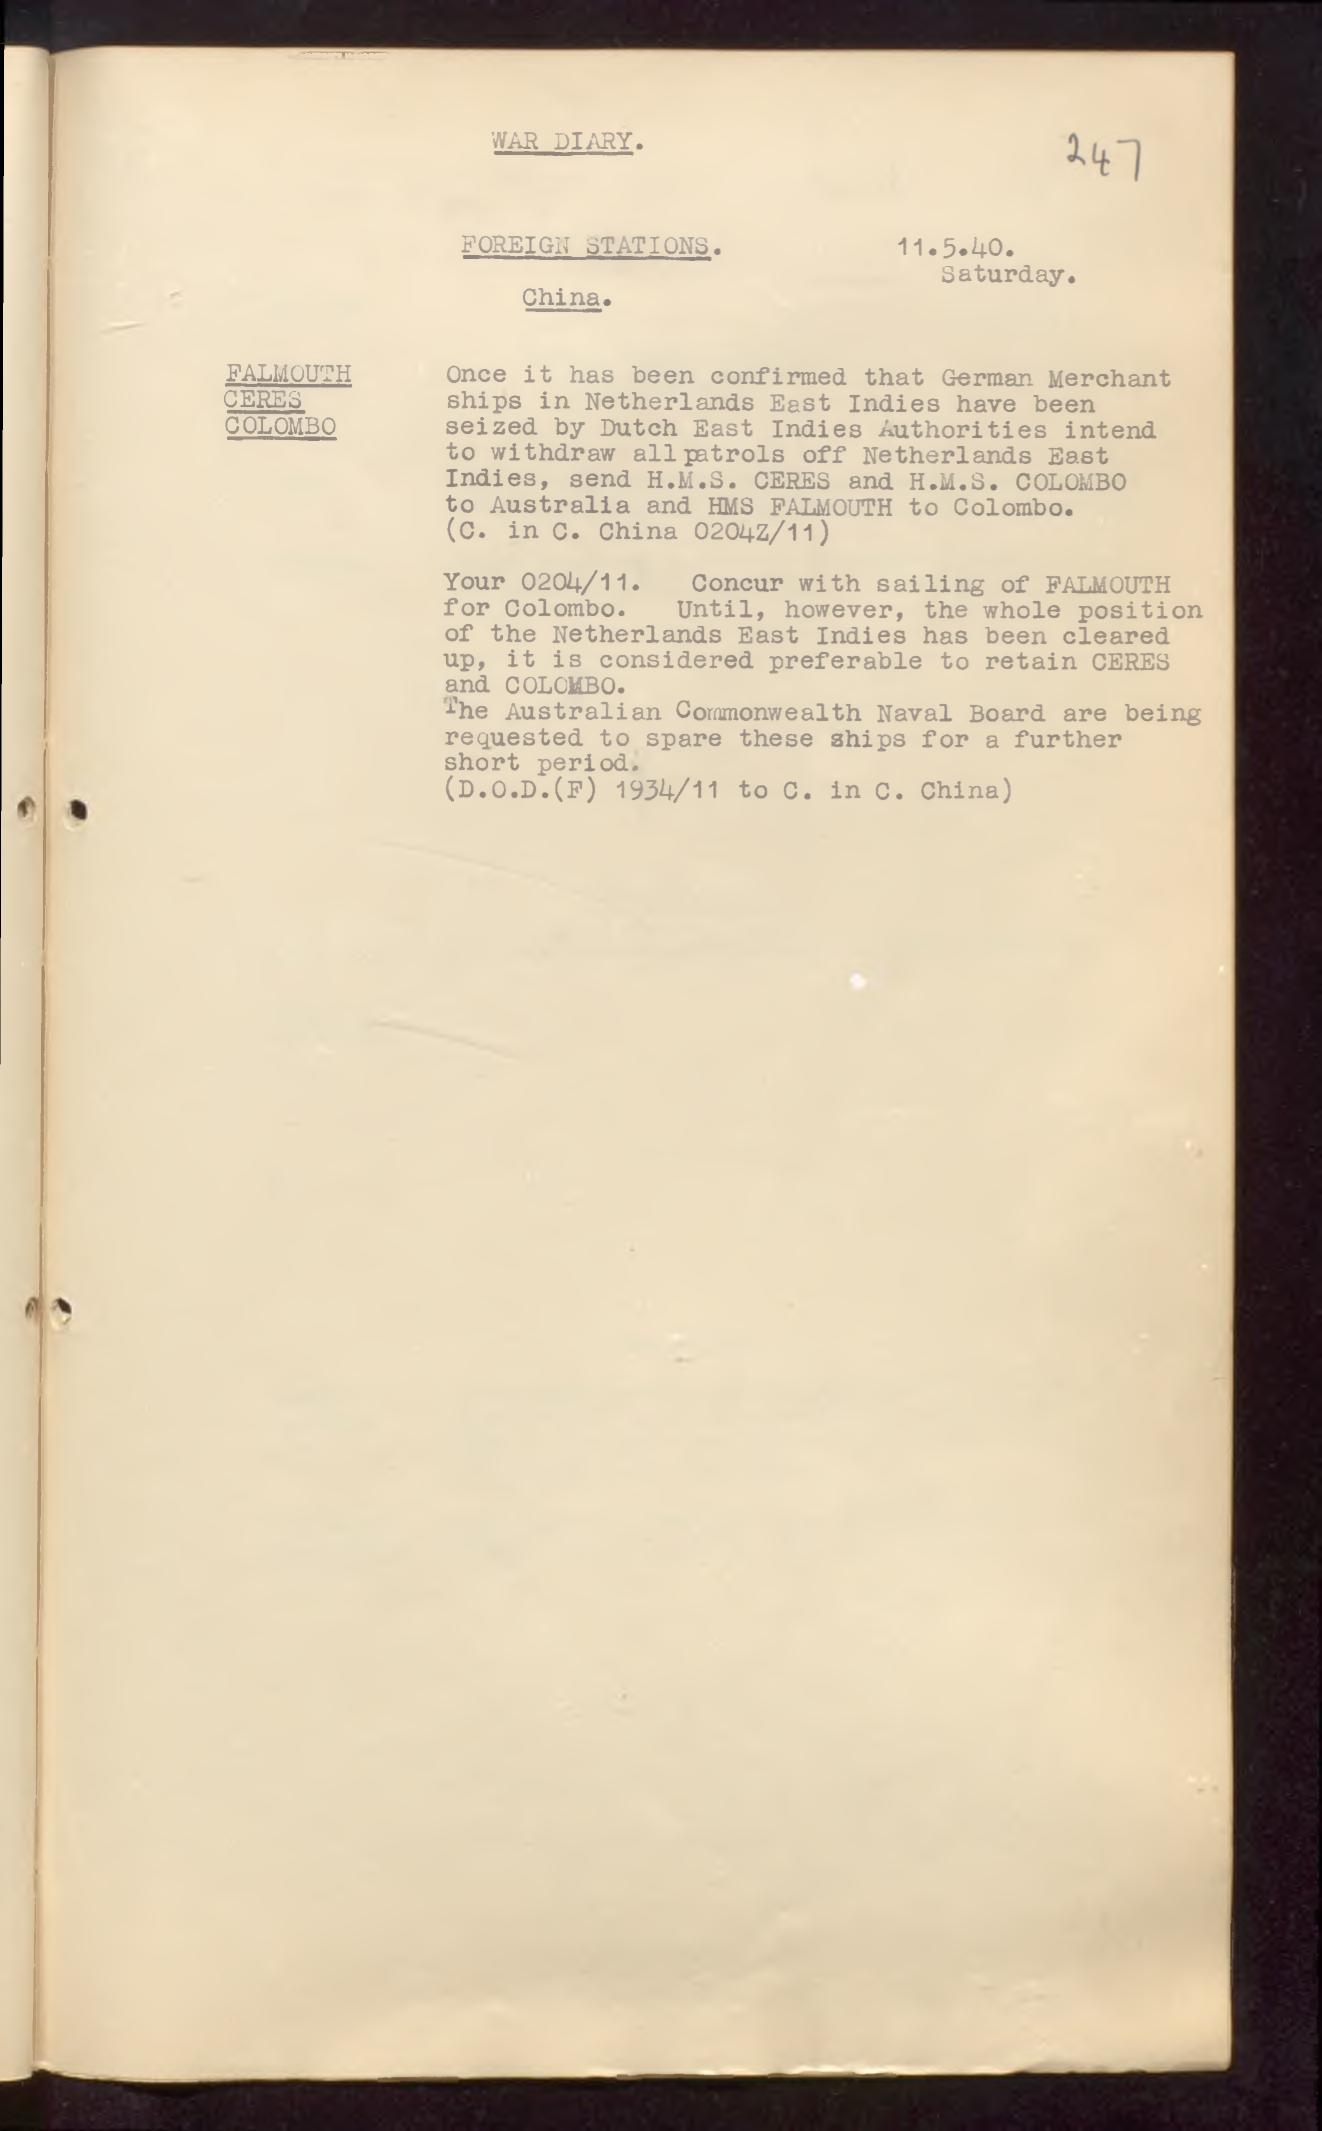 WAR DIARY.
247
FOREIGN STATIONS.
11.5.40.
Saturday.
China.
FALMOUTH
CERES
COLOMBO
Once it has been confirmed that German Merchant
ships in Netherlands East Indies have been
seized by Dutch East Indies Authorities intend
to withdraw all patrols off Netherlands East
Indies, send H.M.S. CERES and H.M.S. COLOMBO
to Australia and HMS FALMOUTH to Colombo.
(C. in C. China 0204Z/11)
Your 0204/11. Concur with sailing of FALMOUTH
for Colombo. Until, however, the whole position
of the Netherlands East Indies has been cleared
up, it is considered preferable to retain CERES
and COLOMBO.
The Australian Commonwealth Naval Board are being
requested to spare these ships for a further
short period.
(D.O.D.(F) 1934/11 to C. in C. China)